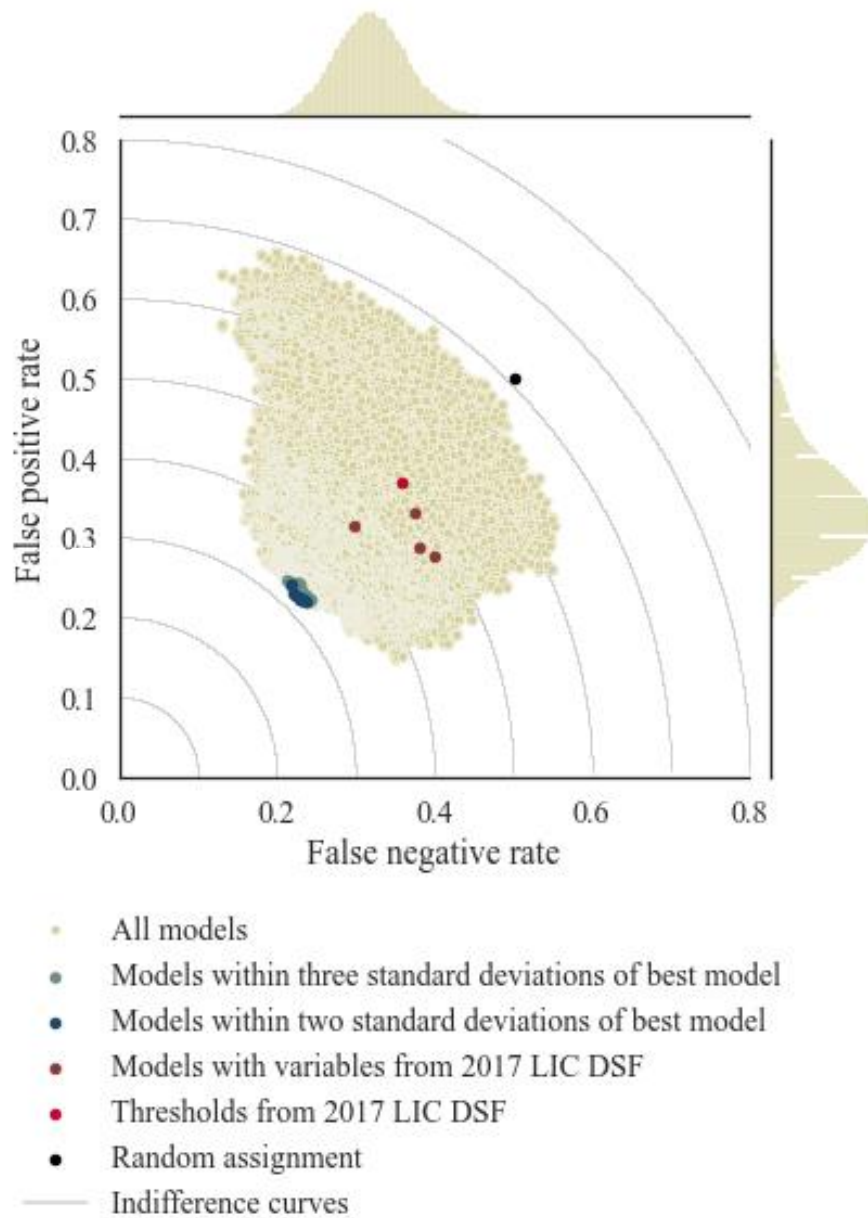 0.8
0.7
0.6
0.5
0.4
0.3
0.2
0.1
0.0
False positive rate
0.0 0.2 0.4 0.6 0.8
False negative rate
All models
Models within three standard deviations of best model
Models within two standard deviations of best model
Models with variables from 2017 LIC DSF
Thresholds from 2017 LIC DSF
Random assignment
Indifference curves